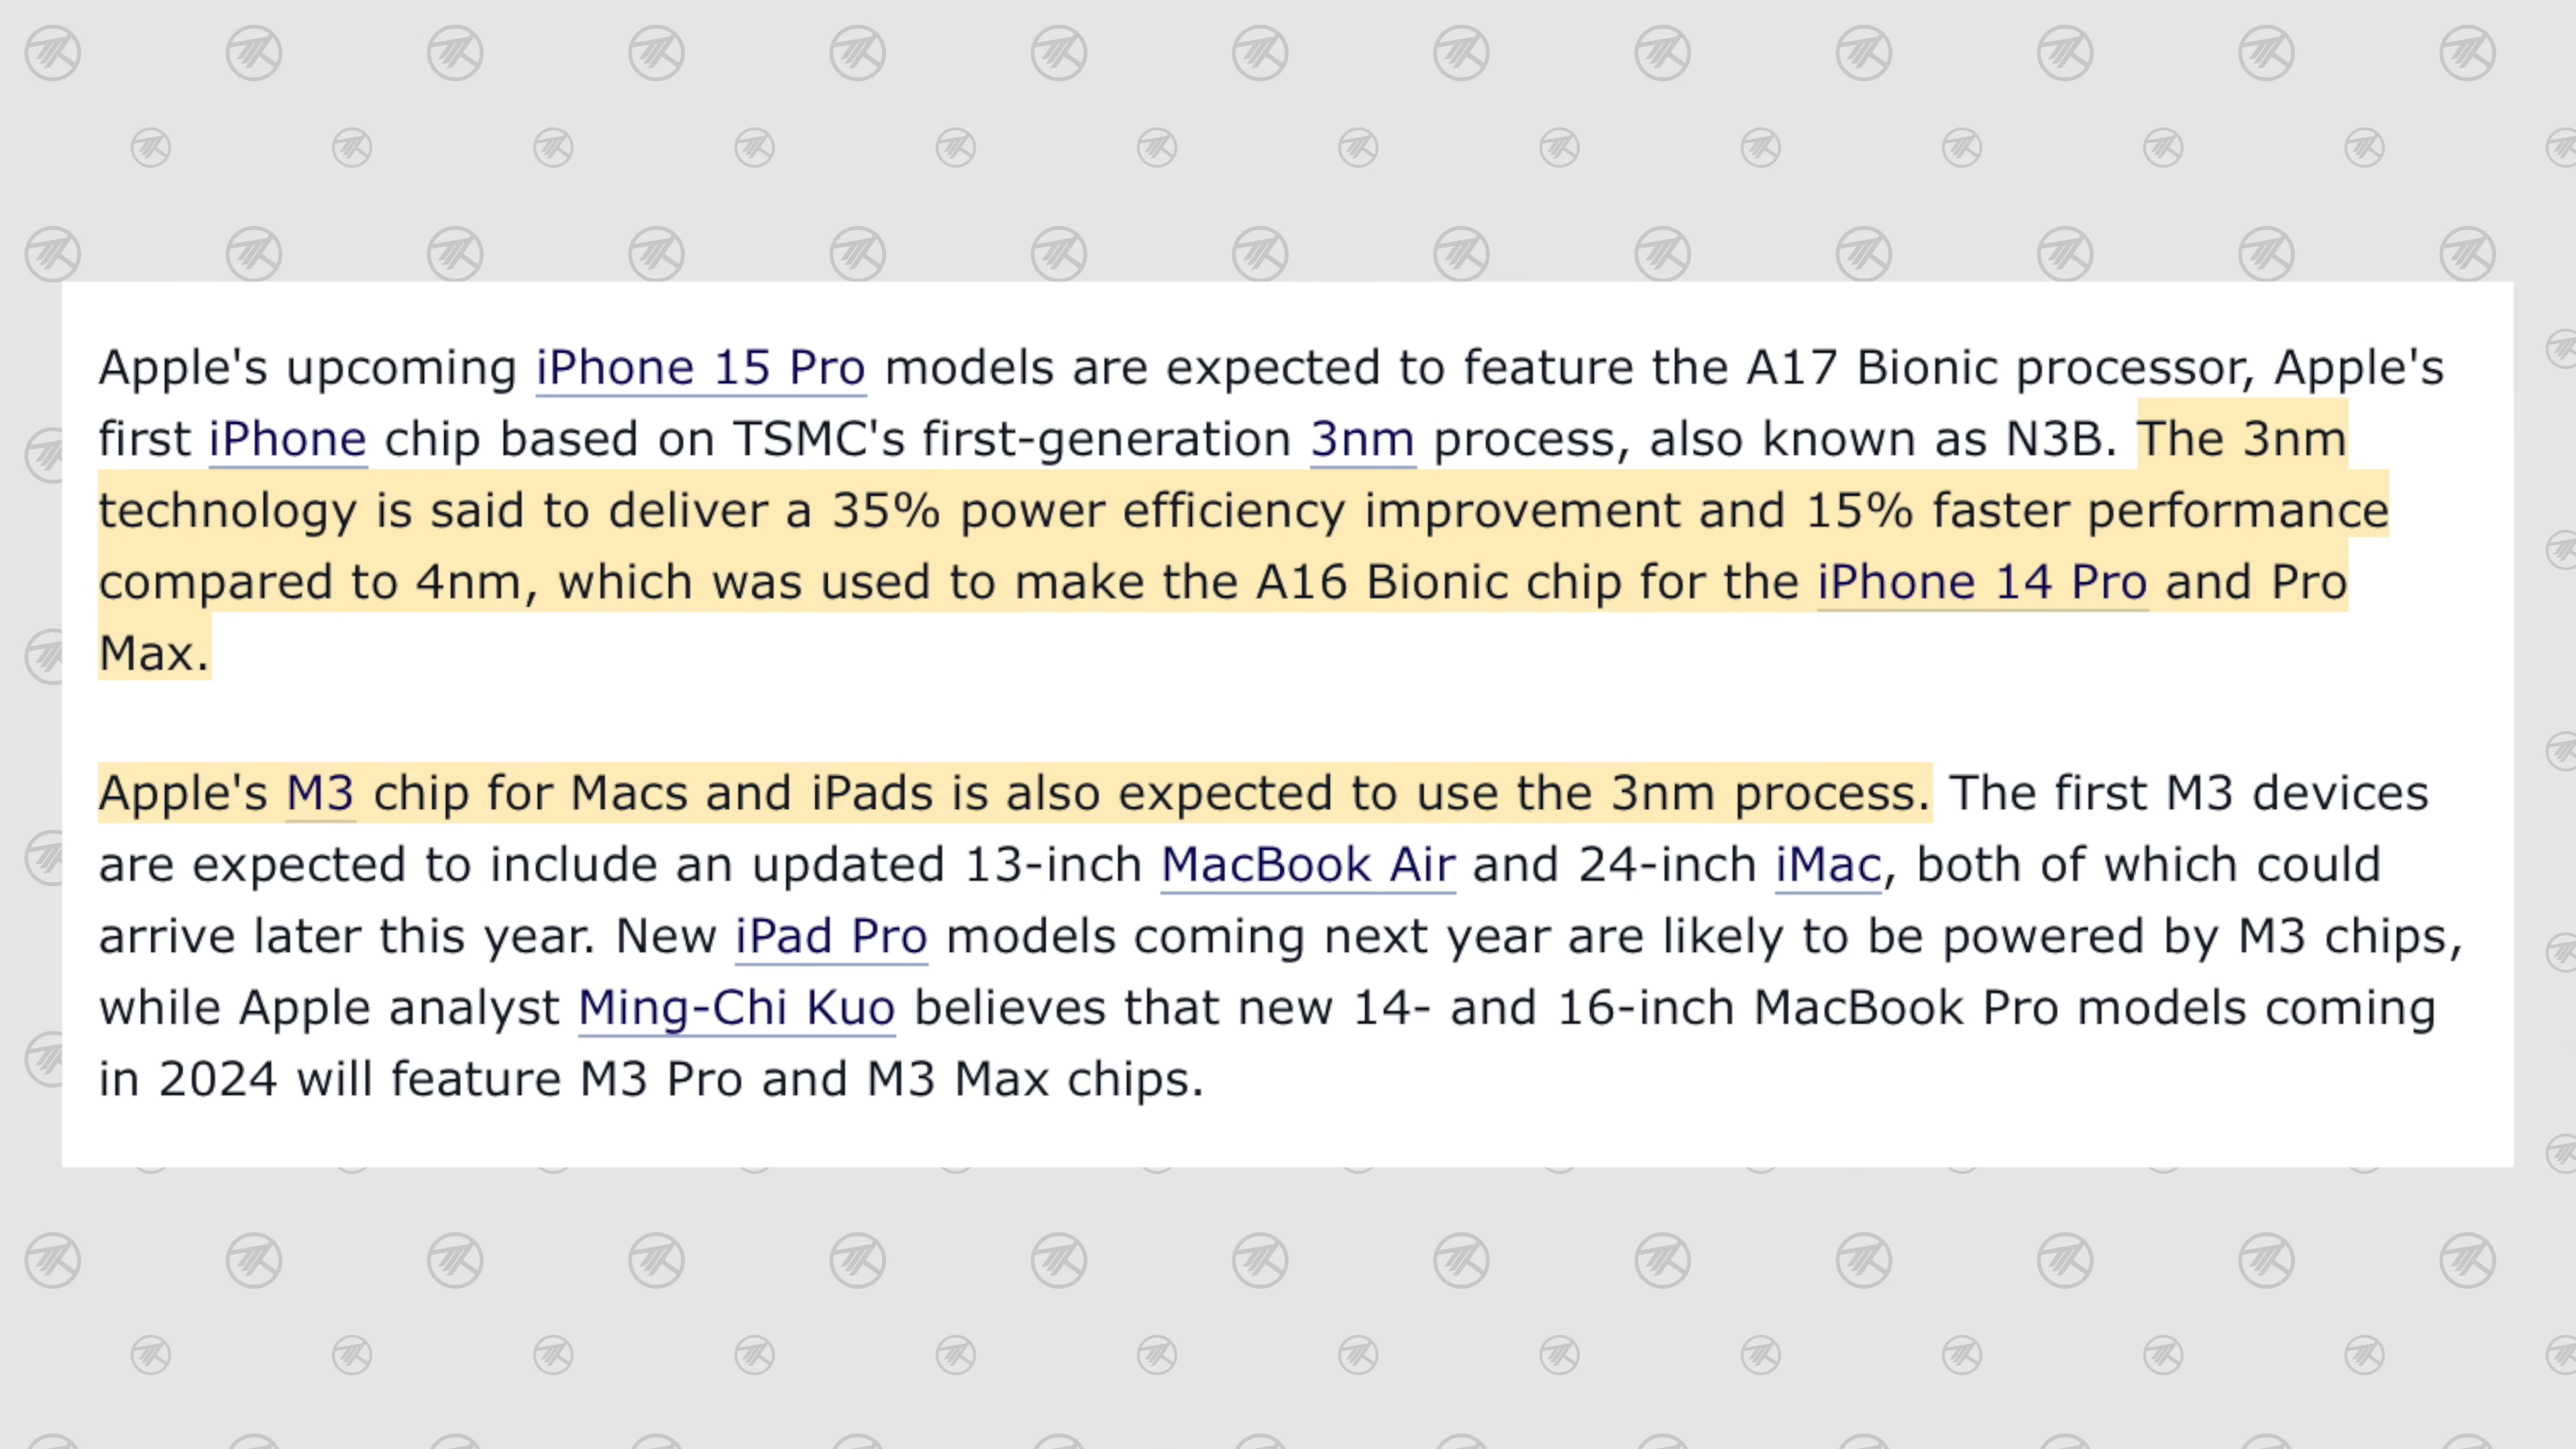 Apple's upcoming iPhone 15 Pro models are expected to feature the A17 Bionic processor, Apple's
first iPhone chip based on TSMC's first-generation 3nm process, also known as N3B. The 3nm
technology is said to deliver a 35% power efficiency improvement and 15% faster performance
compared to 4nm, which was used to make the A16 Bionic chip for the iPhone 14 Pro and Pro
Max.
Apple's M3 chip for Macs and iPads is also expected to use the 3nm process. The first M3 devices
are expected to include an updated 13-inch MacBook Air and 24-inch iMac, both of which could
arrive later this year. New iPad Pro models coming next year are likely to be powered by M3 chips,
while Apple analyst Ming-Chi Kuo believes that new 14- and 16-inch MacBook Pro models coming
in 2024 will feature M3 Pro and M3 Max chips.